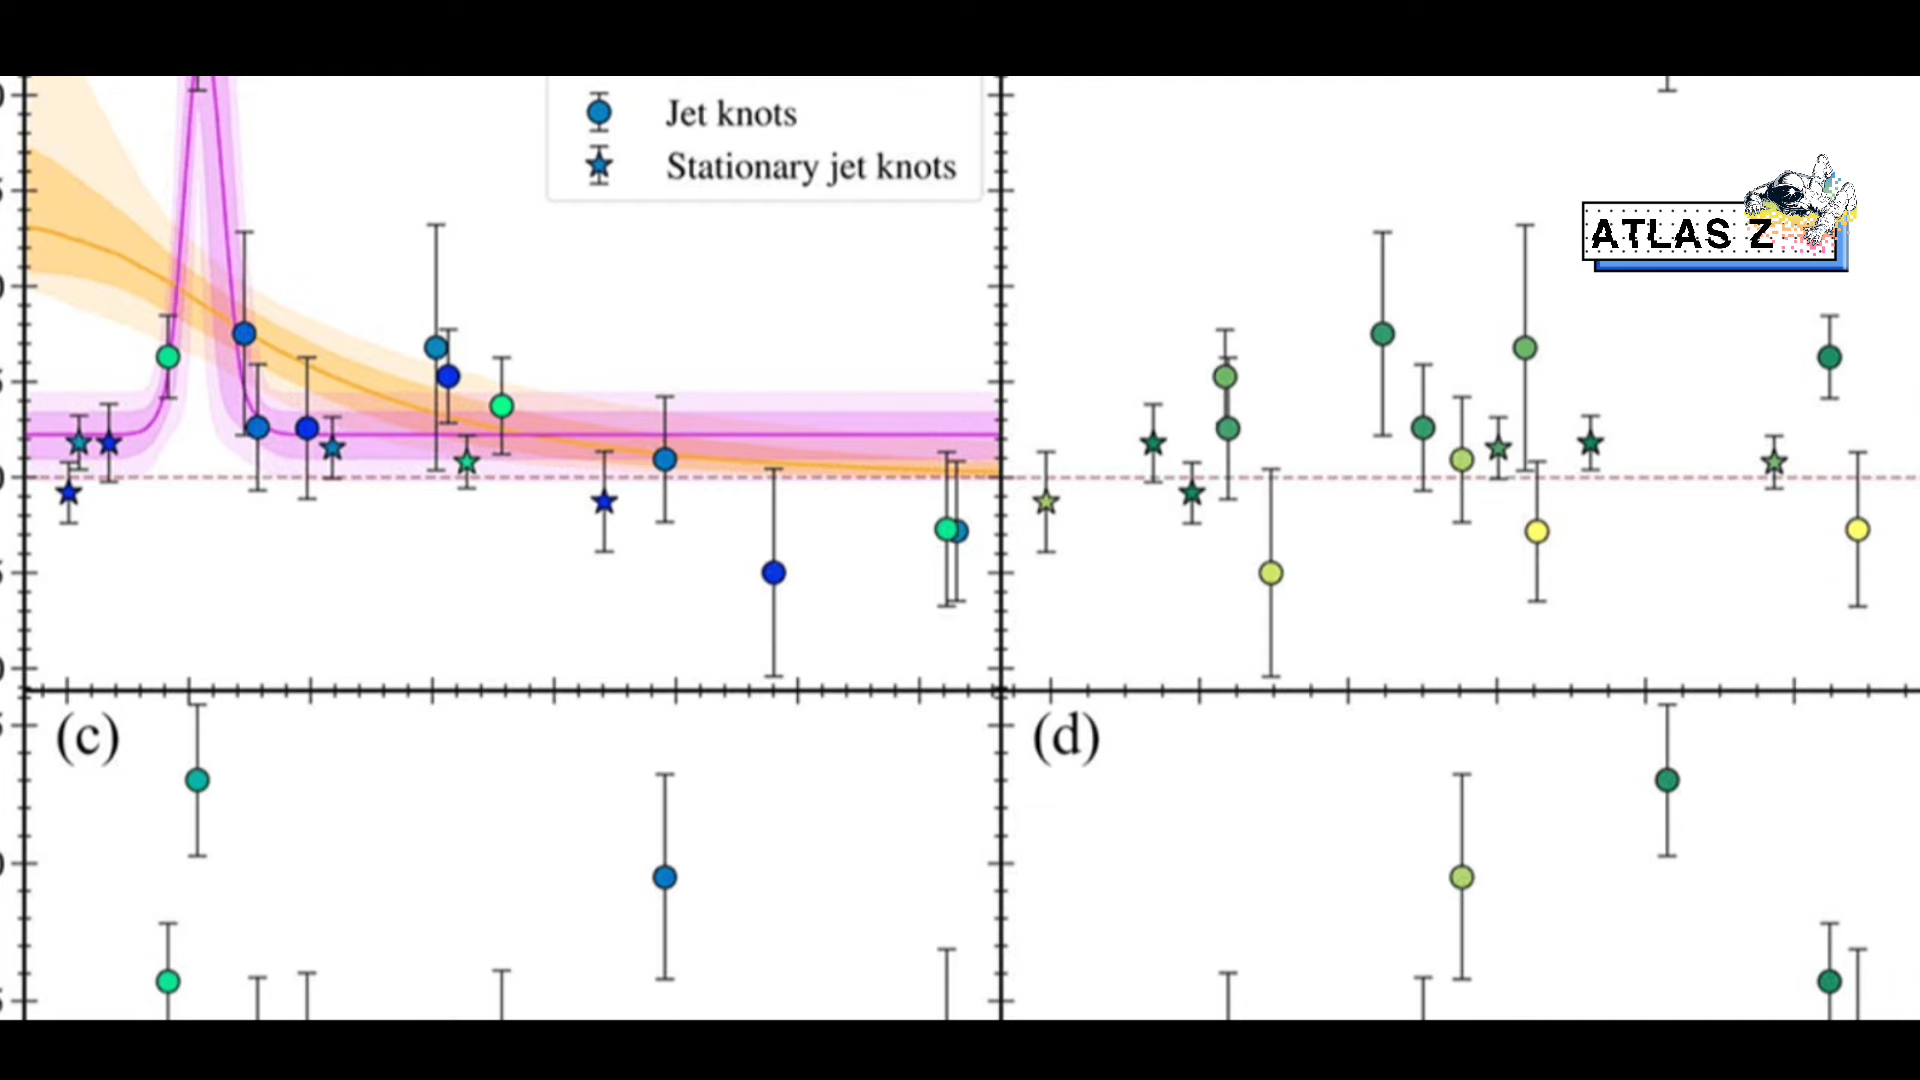 Jet knots
Stationary jet knots
ATLAS Z
(c)
(d)